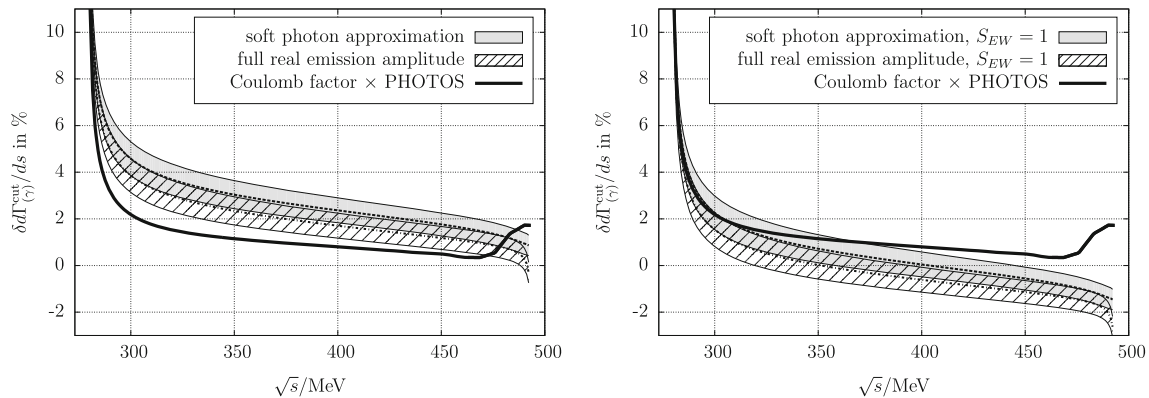 10
8
6
4
2
0
-2
δdΓ^cut_(γ)/ds in %
soft photon approximation
full real emission amplitude
Coulomb factor × PHOTOS
300 350 400 450 500
√s/MeV
10
8
6
4
2
0
-2
δdΓ^cut_(γ)/ds in %
soft photon approximation, S_EW = 1
full real emission amplitude, S_EW = 1
Coulomb factor × PHOTOS
300 350 400 450 500
√s/MeV